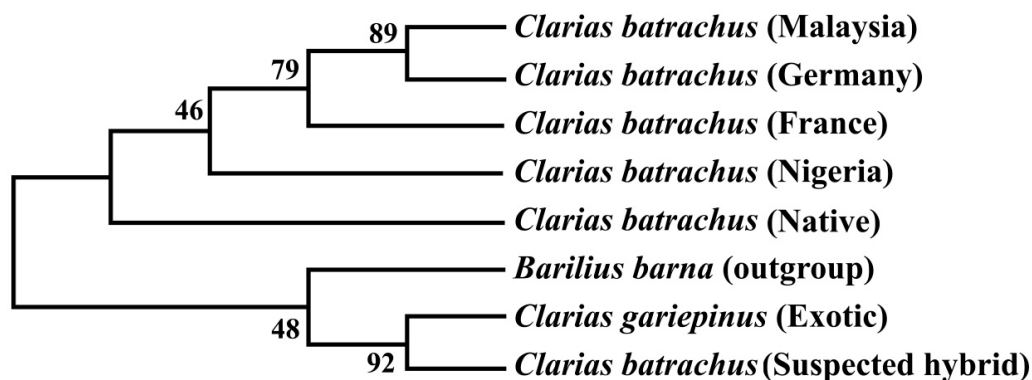 89 Clarias batrachus (Malaysia)
79 Clarias batrachus (Germany)
46 Clarias batrachus (France)
Clarias batrachus (Nigeria)
Clarias batrachus (Native)
Barilius barna (outgroup)
48 Clarias gariepinus (Exotic)
92 Clarias batrachus (Suspected hybrid)